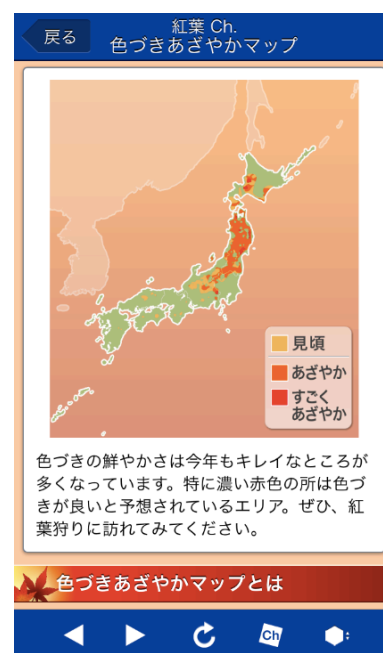 戻る
紅葉 Ch.
色づきあざやかマップ
見頃
あざやか
すごく
あざやか
色づきの鮮やかさは今年もキレイなところが
多くなっています。特に濃い赤色の所は色づ
きが良いと予想されているエリア。ぜひ、紅
葉狩りに訪れてみてください。
色づきあざやかマップとは
Ch